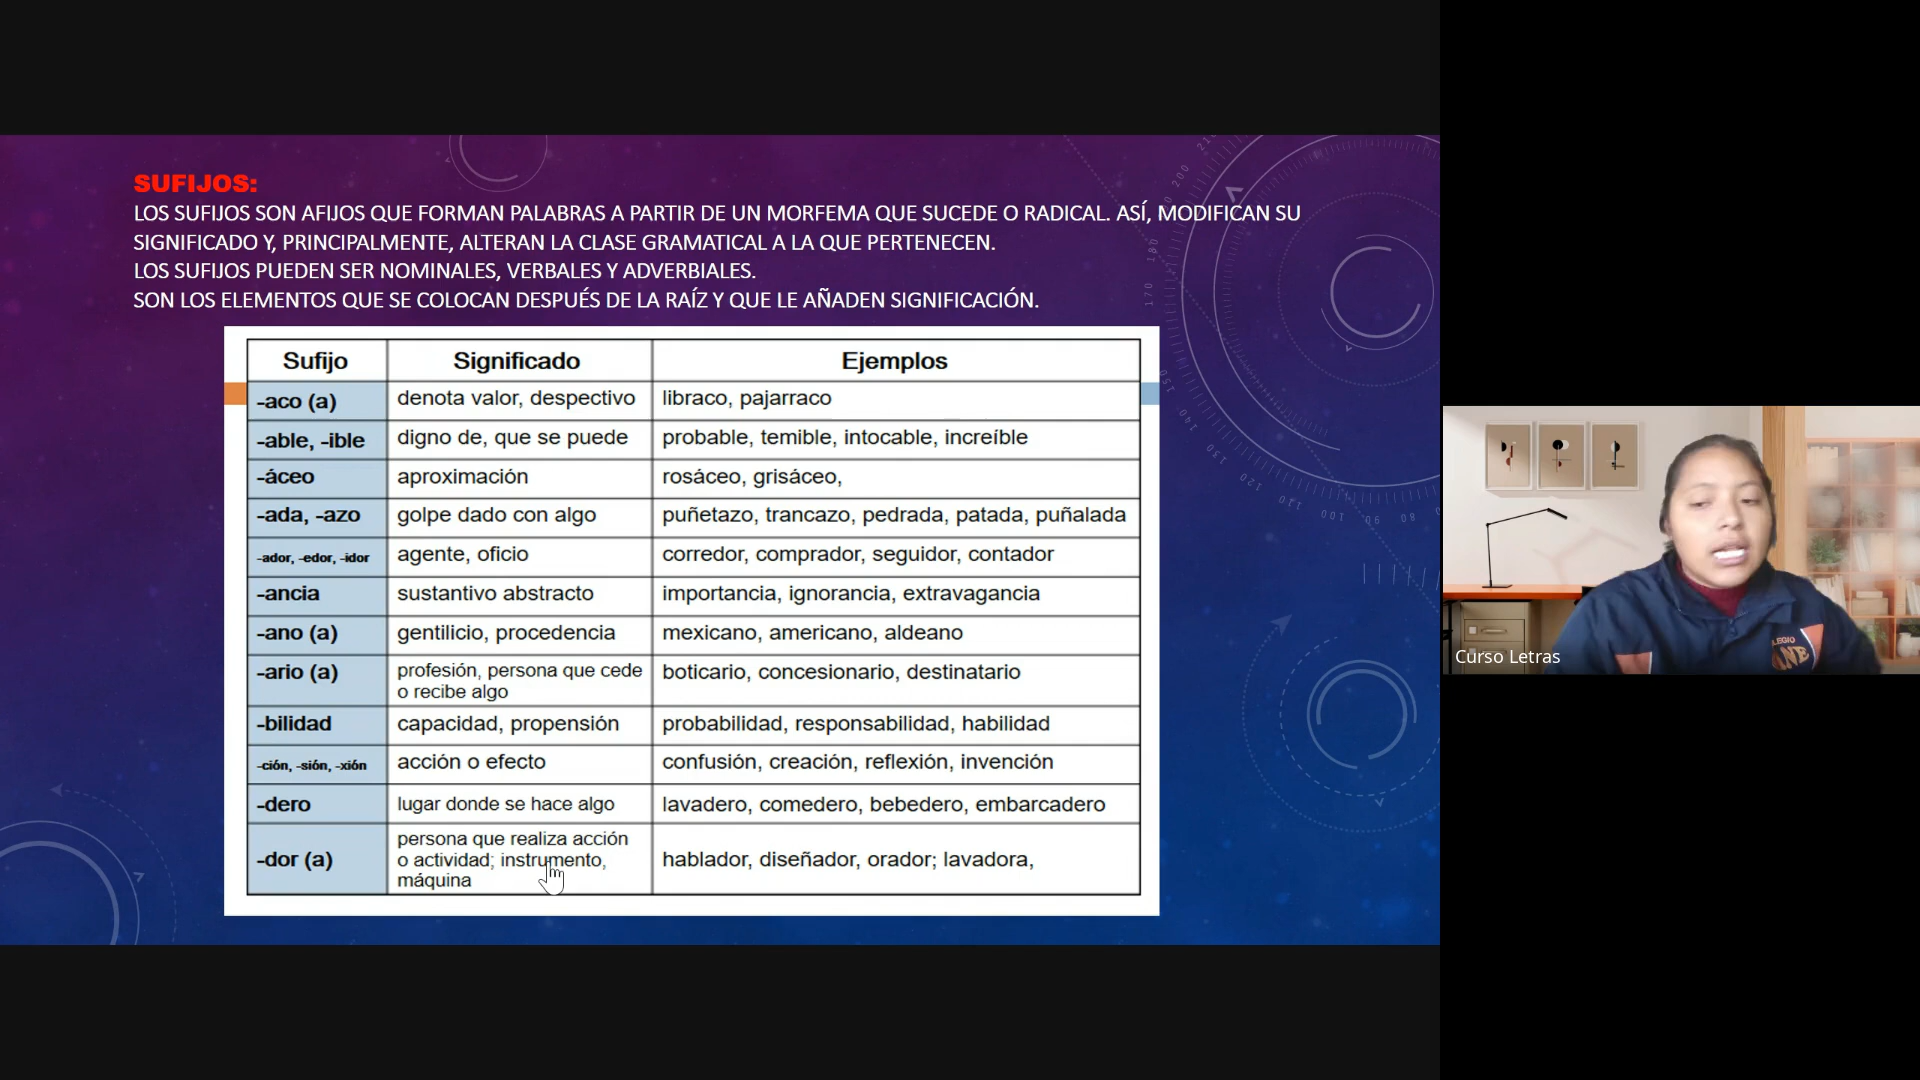 SUFIJOS:
LOS SUFIJOS SON AFIJOS QUE FORMAN PALABRAS A PARTIR DE UN MORFEMA QUE SUCEDE O RADICAL. ASÍ, MODIFICAN SU
SIGNIFICADO Y, PRINCIPALMENTE, ALTERAN LA CLASE GRAMATICAL A LA QUE PERTENECEN.
LOS SUFIJOS PUEDEN SER NOMINALES, VERBALES Y ADVERBIALES.
SON LOS ELEMENTOS QUE SE COLOCAN DESPUÉS DE LA RAÍZ Y QUE LE AÑADEN SIGNIFICACIÓN.
Sufijo Significado Ejemplos
-aco (a) denota valor, despectivo libraco, pajarraco
-able, -ible digno de, que se puede probable, temible, intocable, increíble
-áceo aproximación rosáceo, grisáceo,
-ada, -azo golpe dado con algo puñetazo, trancazo, pedrada, patada, puñalada
-ador, -edor, -idor agente, oficio corredor, comprador, seguidor, contador
-ancia sustantivo abstracto importancia, ignorancia, extravagancia
-ano (a) gentilicio, procedencia mexicano, americano, aldeano
-ario (a) profesión, persona que cede
o recibe algo boticario, concesionario, destinatario
-bilidad capacidad, propensión probabilidad, responsabilidad, habilidad
-ción, -sión, -xión acción o efecto confusión, creación, reflexión, invención
-dero lugar donde se hace algo lavadero, comedero, bebedero, embarcadero
-dor (a) persona que realiza acción
o actividad; instrumento,
máquina hablador, diseñador, orador; lavadora,
Curso Letras